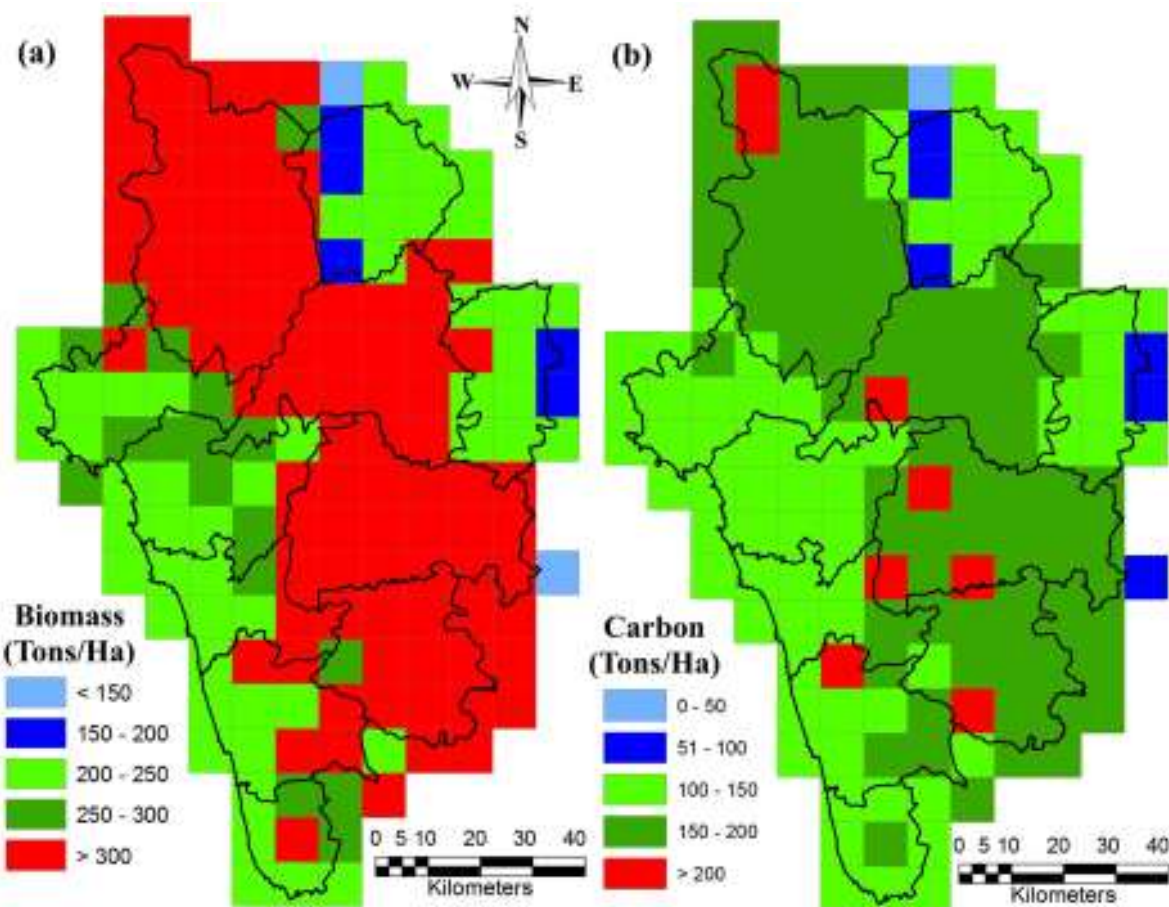 (a)
N
W E
S
(b)
Biomass
(Tons/Ha)
< 150
150 - 200
200 - 250
250 - 300
> 300
0 5 10 20 30 40
Kilometers
Carbon
(Tons/Ha)
0 - 50
51 - 100
100 - 150
150 - 200
> 200
0 5 10 20 30 40
Kilometers